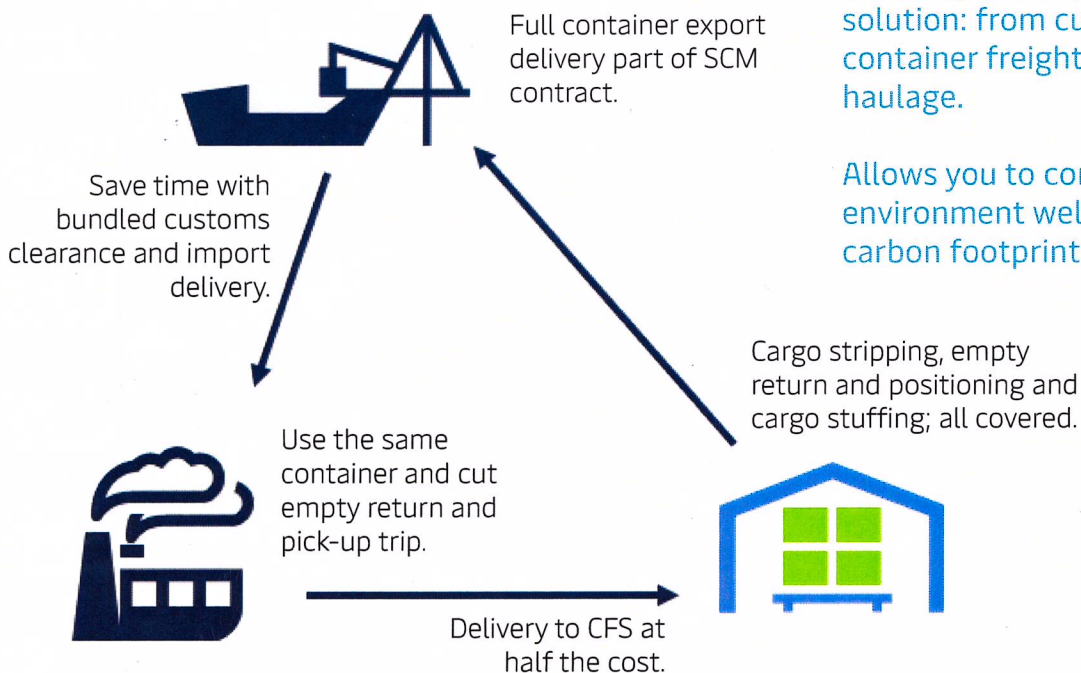 Full container export
delivery part of SCM
contract.
solution: from cu
container freight
haulage.
Allows you to co
environment wel
carbon footprint
Save time with
bundled customs
clearance and import
delivery.
Cargo stripping, empty
return and positioning and
cargo stuffing; all covered.
Use the same
container and cut
empty return and
pick-up trip.
Delivery to CFS at
half the cost.